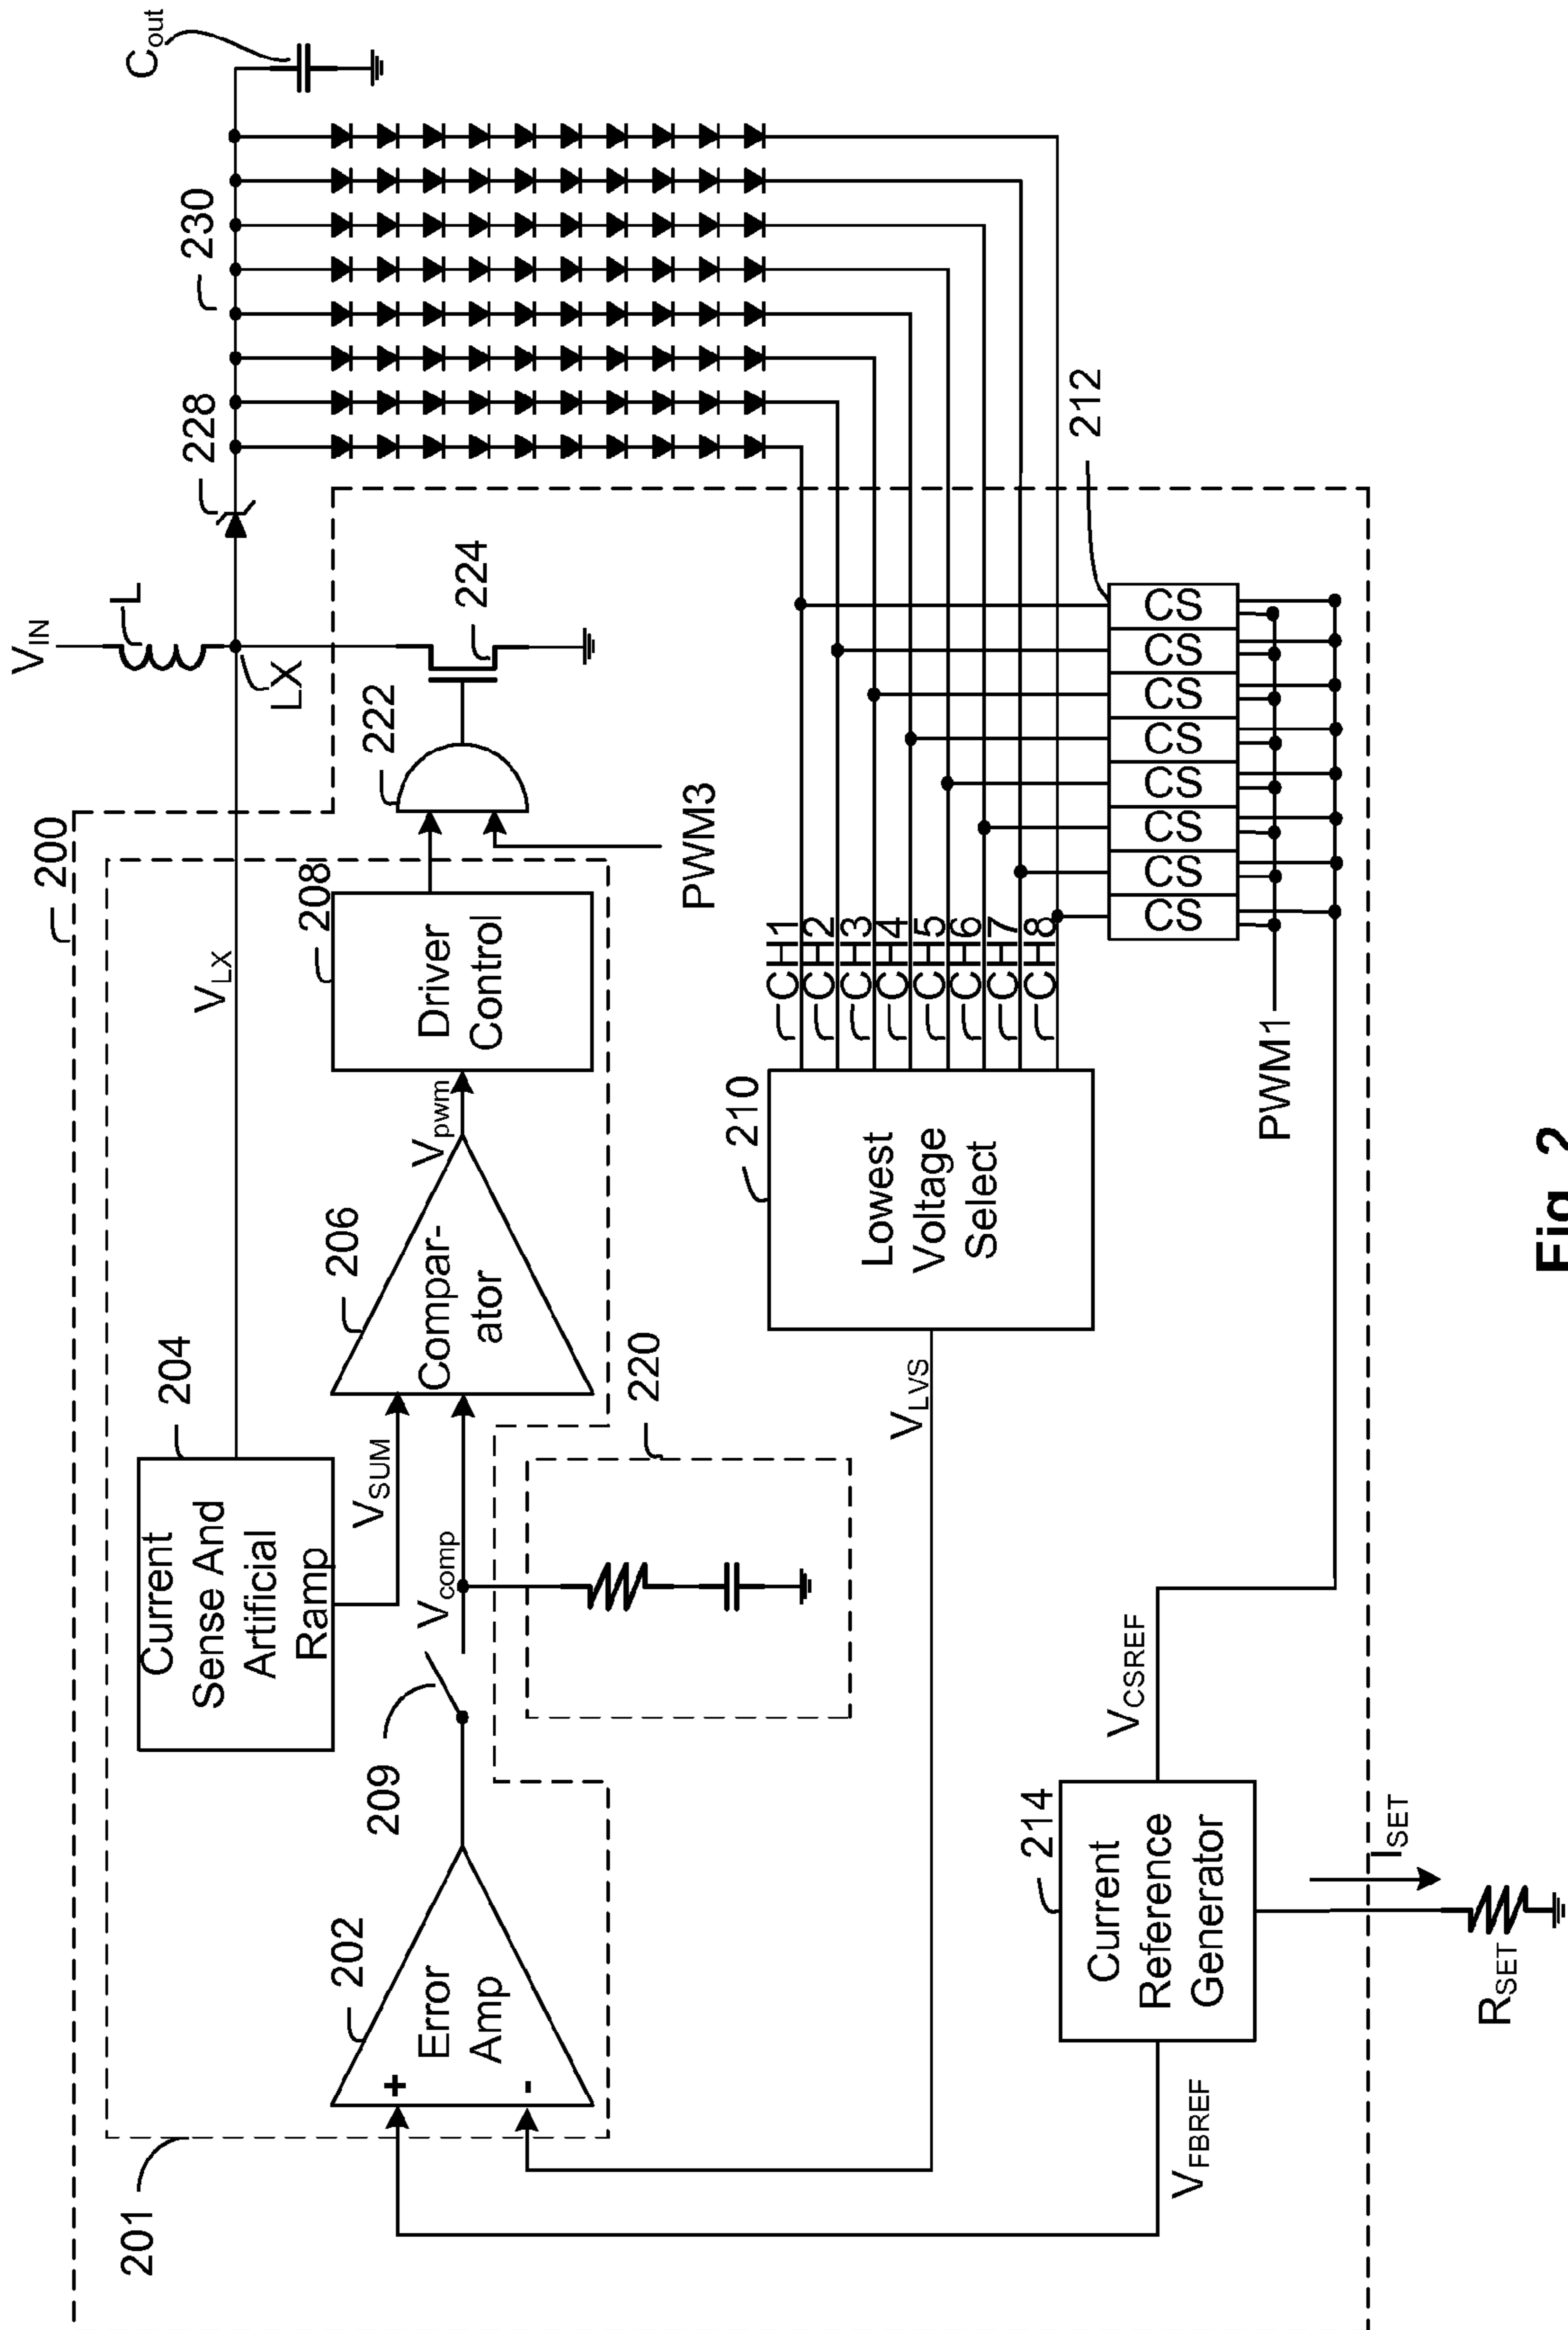 200
201
204
Current
Sense And
Artificial
Ramp
V_LX
V_IN
L
LX
228
230
C_out
202
+
-
Error
Amp
209
V_SUM
V_comp
206
Compar-
ator
V_pwm
208
Driver
Control
222
224
PWM3
220
V_LVS
210
Lowest
Voltage
Select
CH1
CH2
CH3
CH4
CH5
CH6
CH7
CH8
212
CS
CS
CS
CS
CS
CS
CS
CS
PWM1
V_FBREF
214
Current
Reference
Generator
V_CSREF
I_SET
R_SET
Fig. 2